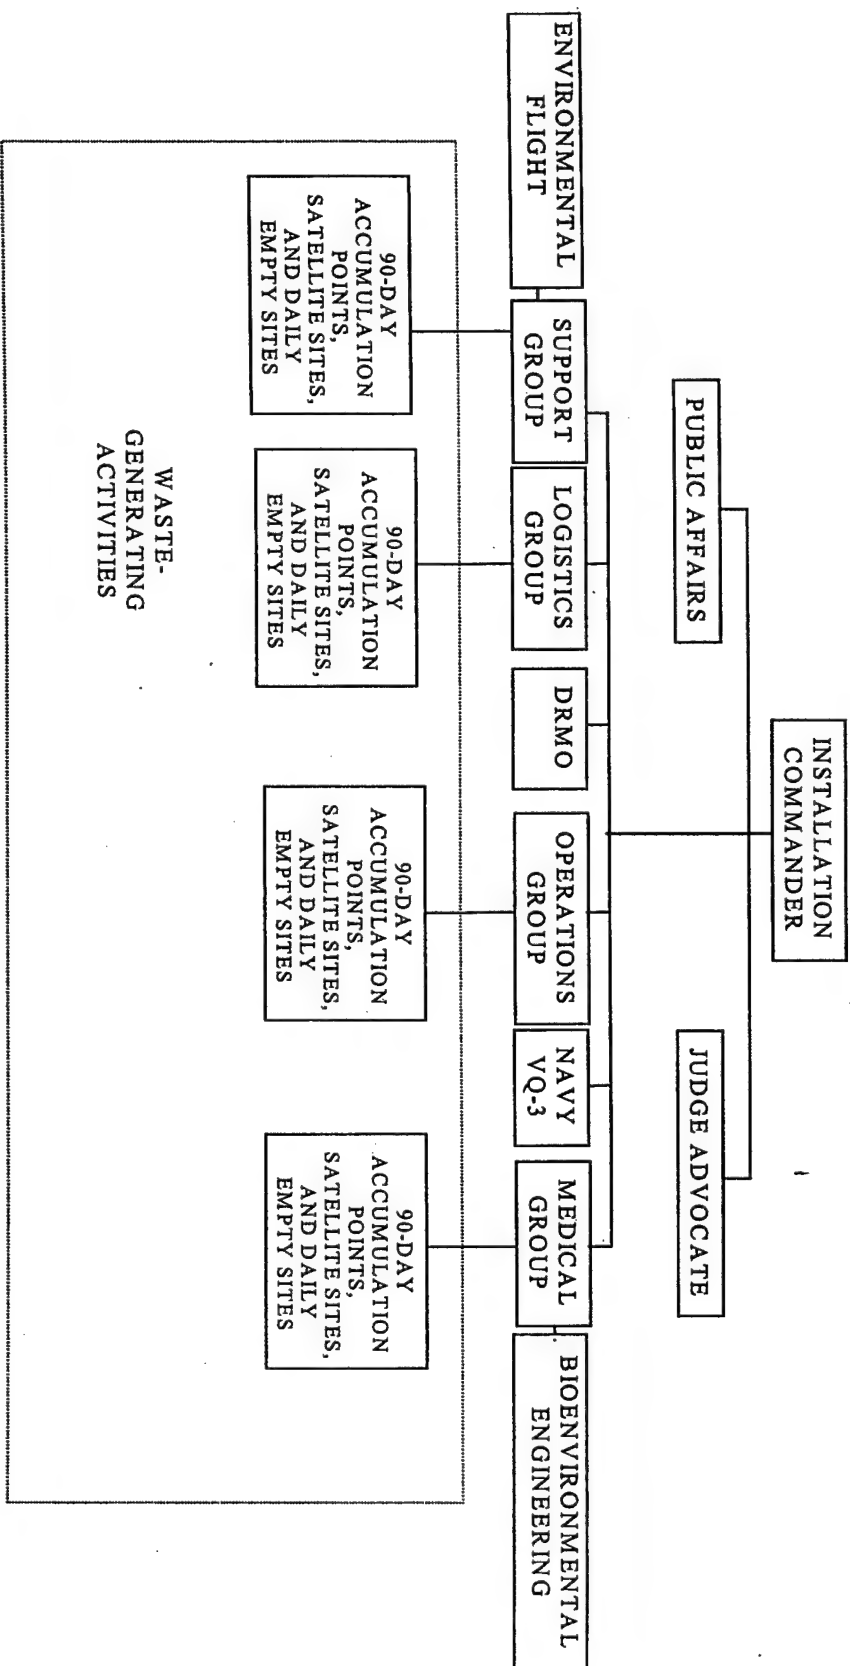 INSTALLATION
COMMANDER
PUBLIC AFFAIRS
JUDGE ADVOCATE
ENVIRONMENTAL
FLIGHT
SUPPORT
GROUP
LOGISTICS
GROUP
DRMO
OPERATIONS
GROUP
NAVY
VQ-3
MEDICAL
GROUP
BIOENVIRONMENTAL
ENGINEERING
90-DAY
ACCUMULATION
POINTS,
SATELLITE SITES,
AND DAILY
EMPTY SITES
90-DAY
ACCUMULATION
POINTS,
SATELLITE SITES,
AND DAILY
EMPTY SITES
90-DAY
ACCUMULATION
POINTS,
SATELLITE SITES,
AND DAILY
EMPTY SITES
90-DAY
ACCUMULATION
POINTS,
SATELLITE SITES,
AND DAILY
EMPTY SITES
WASTE-
GENERATING
ACTIVITIES